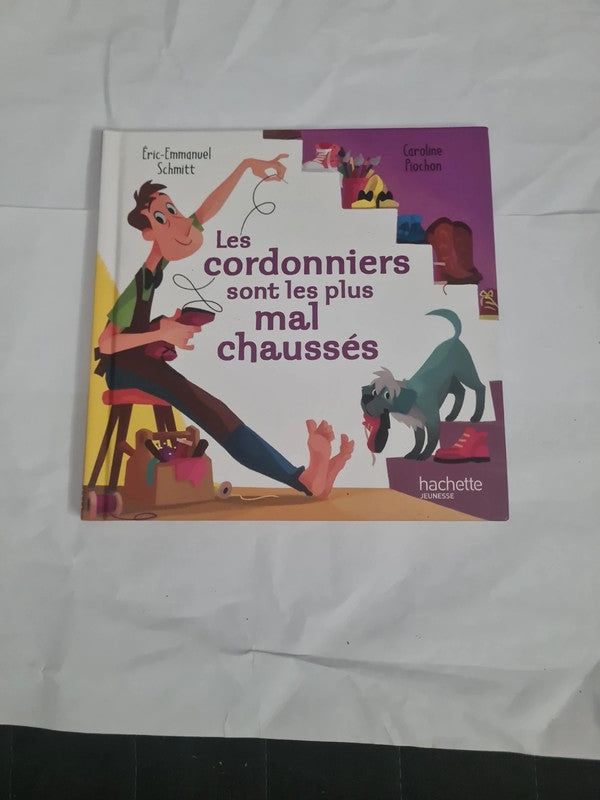 Éric-Emmanuel
Schmitt
Caroline
Piochon
Les
cordonniers
sont les plus
mal
chaussés
hachette
JEUNESSE